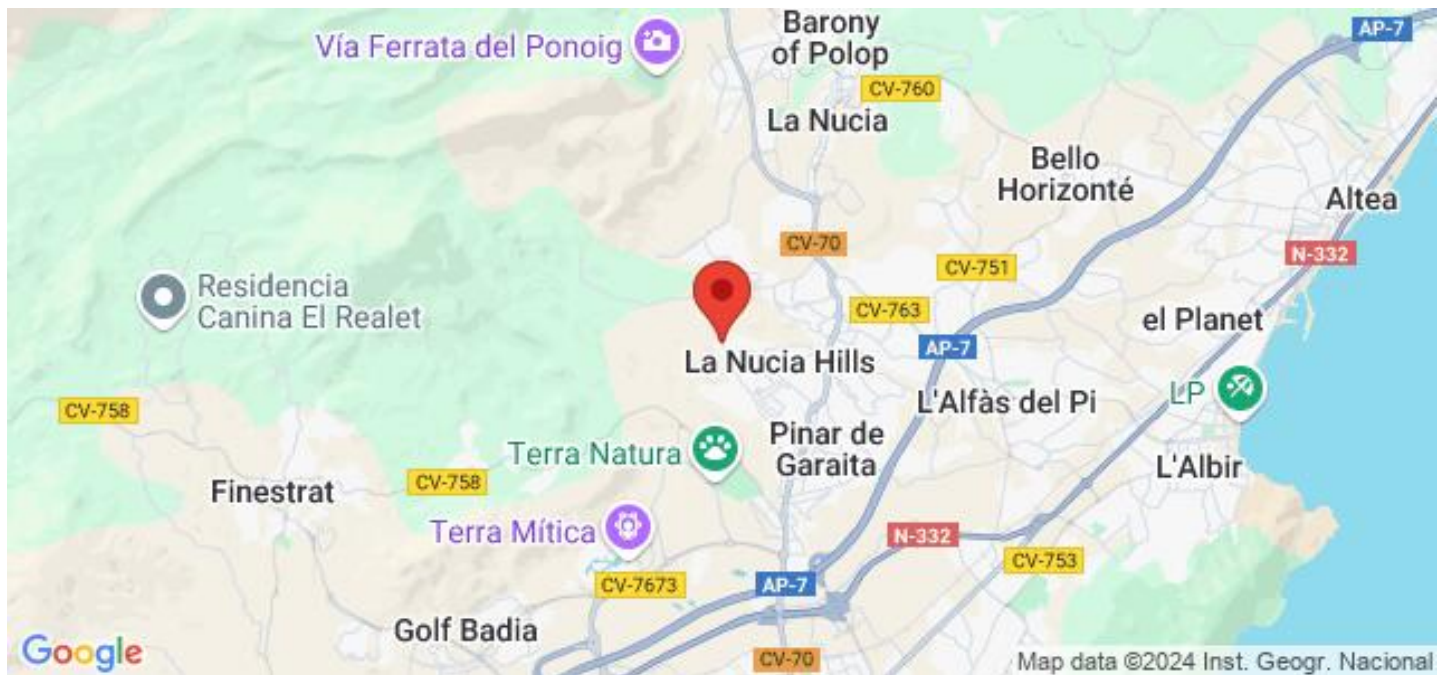 Barony
of Polop
AP-7
Vía Ferrata del Ponoig
CV-760
La Nucia
Bello
Horizonté
Altea
CV-70
N-332
CV-751
Residencia
Canina El Realet
CV-763
el Planet
AP-7
La Nucia Hills
LP
L'Alfàs del Pi
CV-758
Pinar de
Garaita
Terra Natura
L'Albir
CV-758
Finestrat
Terra Mítica
N-332
CV-753
CV-7673
AP-7
Golf Badia
Google
CV-70
Map data ©2024 Inst. Geogr. Nacional